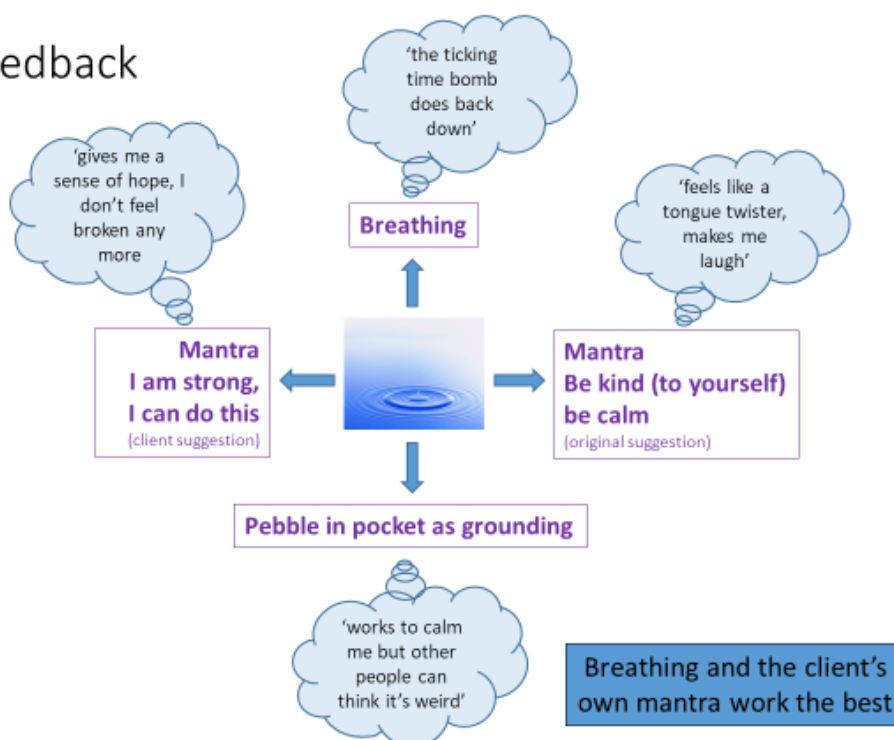 edback
'the ticking
time bomb
does back
down'
Breathing
'gives me a
sense of hope, I
don't feel
broken any
more
Mantra
I am strong,
I can do this
(client suggestion)
'feels like a
tongue twister,
makes me
laugh'
Mantra
Be kind (to yourself)
be calm
(original suggestion)
Pebble in pocket as grounding
'works to calm
me but other
people can
think it's weird'
Breathing and the client's
own mantra work the best